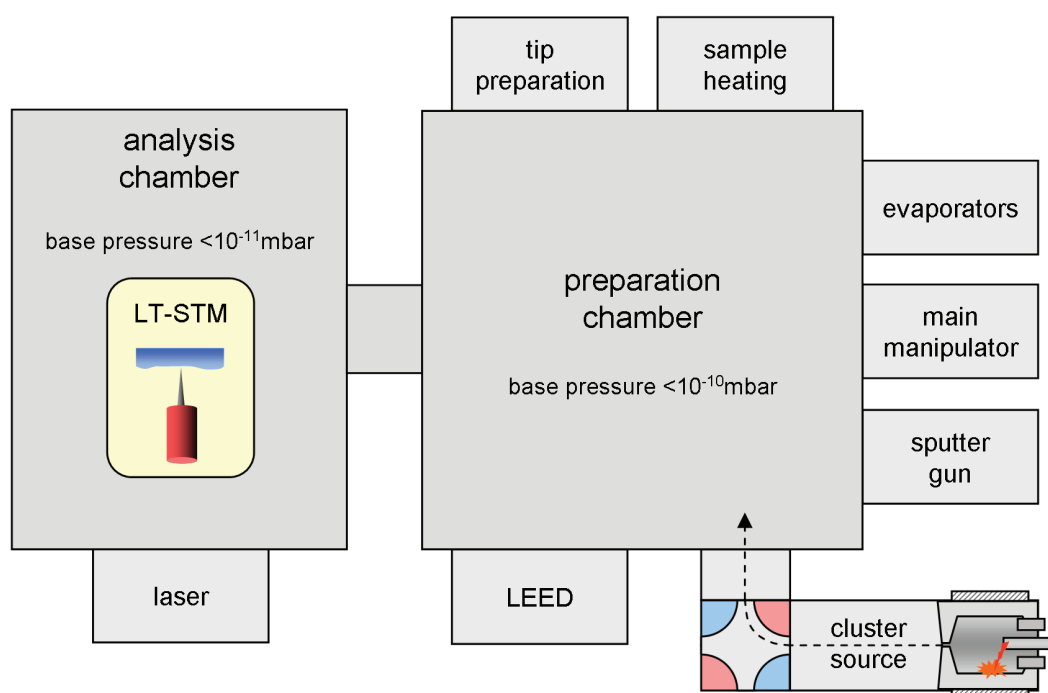 tip
preparation
sample
heating
analysis
chamber
base pressure <10⁻¹¹mbar
LT-STM
preparation
chamber
base pressure <10⁻¹⁰mbar
evaporators
main
manipulator
sputter
gun
laser
LEED
cluster
source